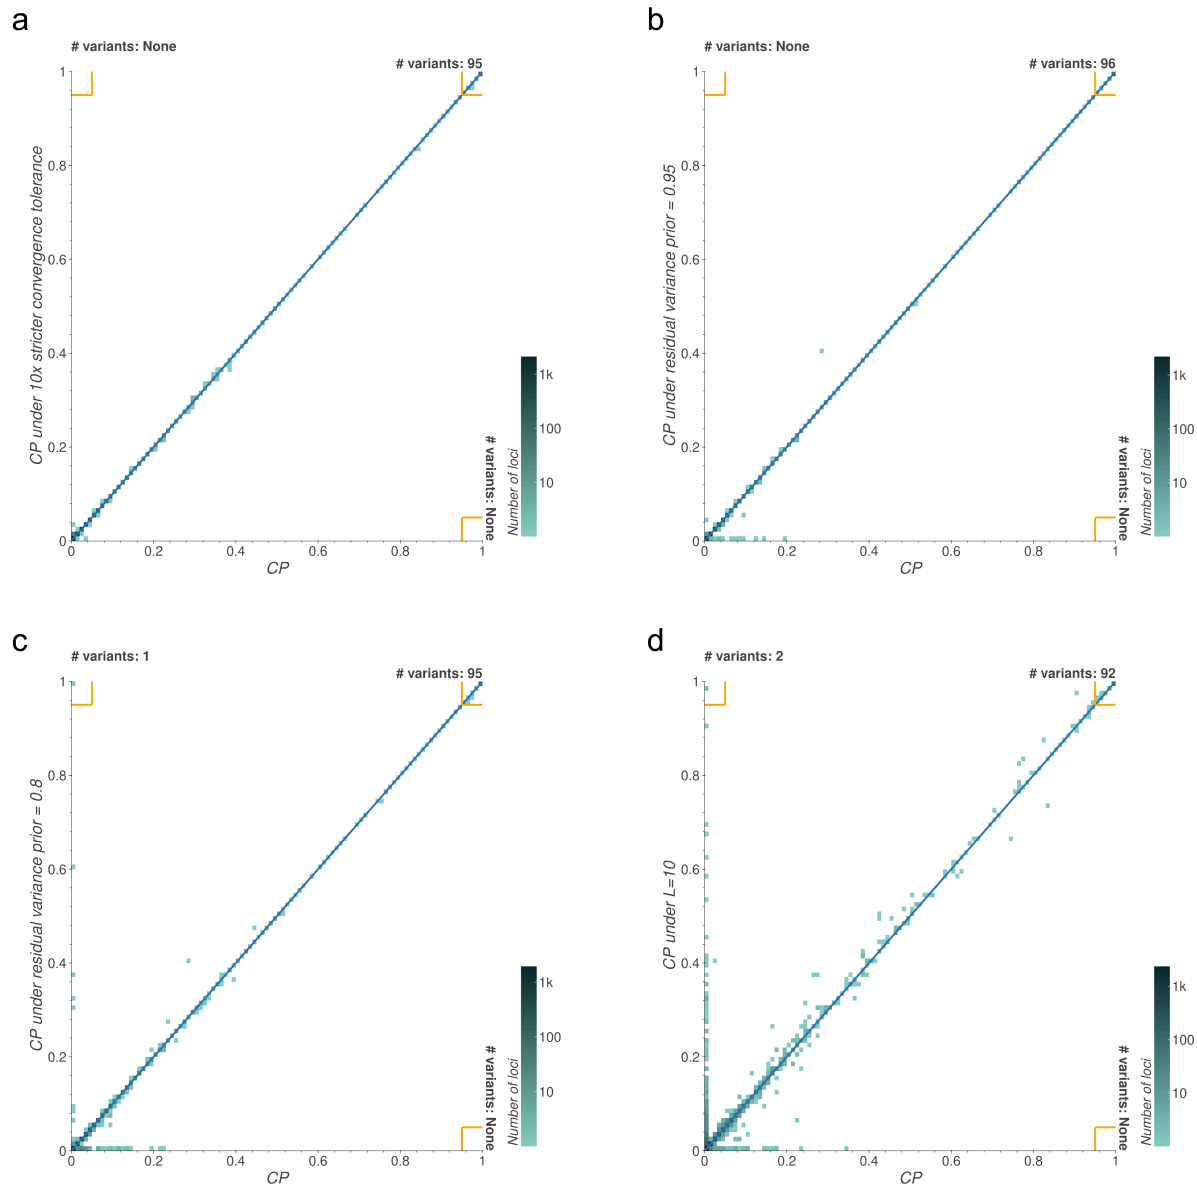 a
# variants: None
# variants: 95
1
0.8
0.6
0.4
0.2
0
0
0.2
0.4
0.6
0.8
1
CP under 10x stricter convergence tolerance
CP
# variants: None
Number of loci
1k
100
10
b
# variants: None
# variants: 96
1
0.8
0.6
0.4
0.2
0
0
0.2
0.4
0.6
0.8
1
CP under residual variance prior = 0.95
CP
# variants: None
Number of loci
1k
100
10
c
# variants: 1
# variants: 95
1
0.8
0.6
0.4
0.2
0
0
0.2
0.4
0.6
0.8
1
CP under residual variance prior = 0.8
CP
# variants: None
Number of loci
1k
100
10
d
# variants: 2
# variants: 92
1
0.8
0.6
0.4
0.2
0
0
0.2
0.4
0.6
0.8
1
CP under L=10
CP
# variants: None
Number of loci
1k
100
10